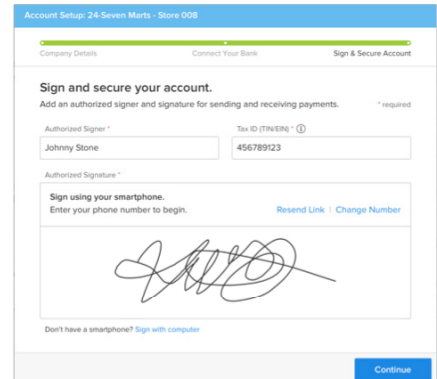 Account Setup: 24-Seven Marts - Store 008
Company Details Connect Your Bank Sign & Secure Account
Sign and secure your account.
Add an authorized signer and signature for sending and receiving payments. * required
Authorized Signer * Tax ID (TIN/EIN) *
Johnny Stone 456789123
Authorized Signature *
Sign using your smartphone.
Enter your phone number to begin. Resend Link | Change Number
Don't have a smartphone? Sign with computer
Continue